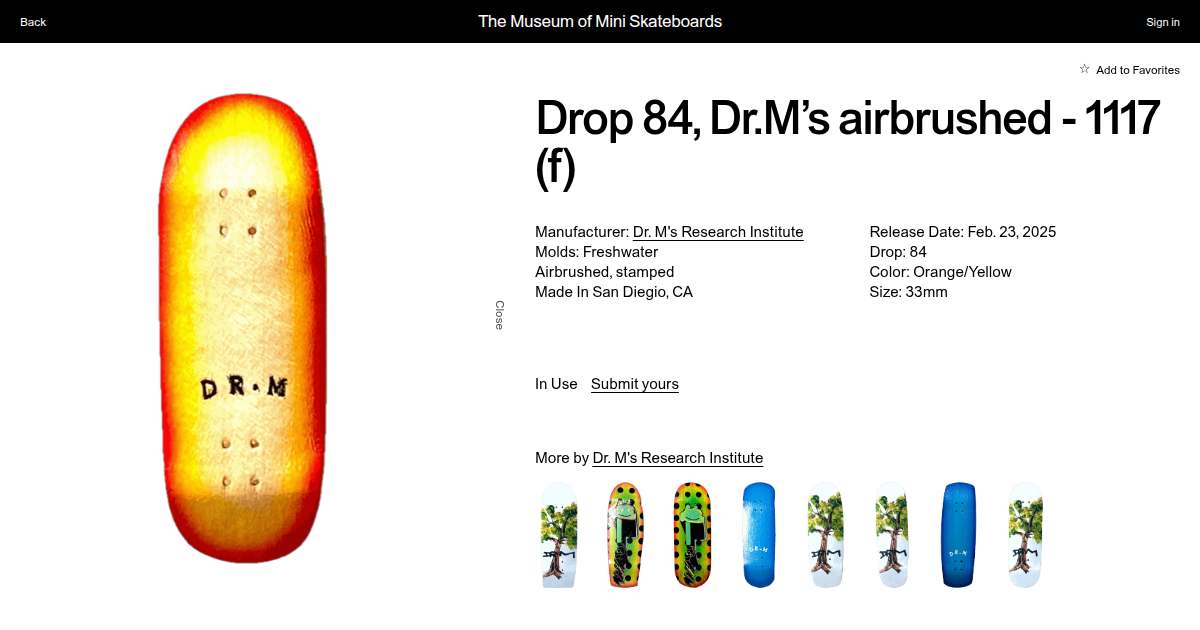 Back
The Museum of Mini Skateboards
Sign in
☆ Add to Favorites
Drop 84, Dr.M’s airbrushed - 1117
(f)
Manufacturer: Dr. M's Research Institute
Molds: Freshwater
Airbrushed, stamped
Made In San Diegio, CA
Release Date: Feb. 23, 2025
Drop: 84
Color: Orange/Yellow
Size: 33mm
Close
DR.M
In Use Submit yours
More by Dr. M's Research Institute
DR.M
DR.M